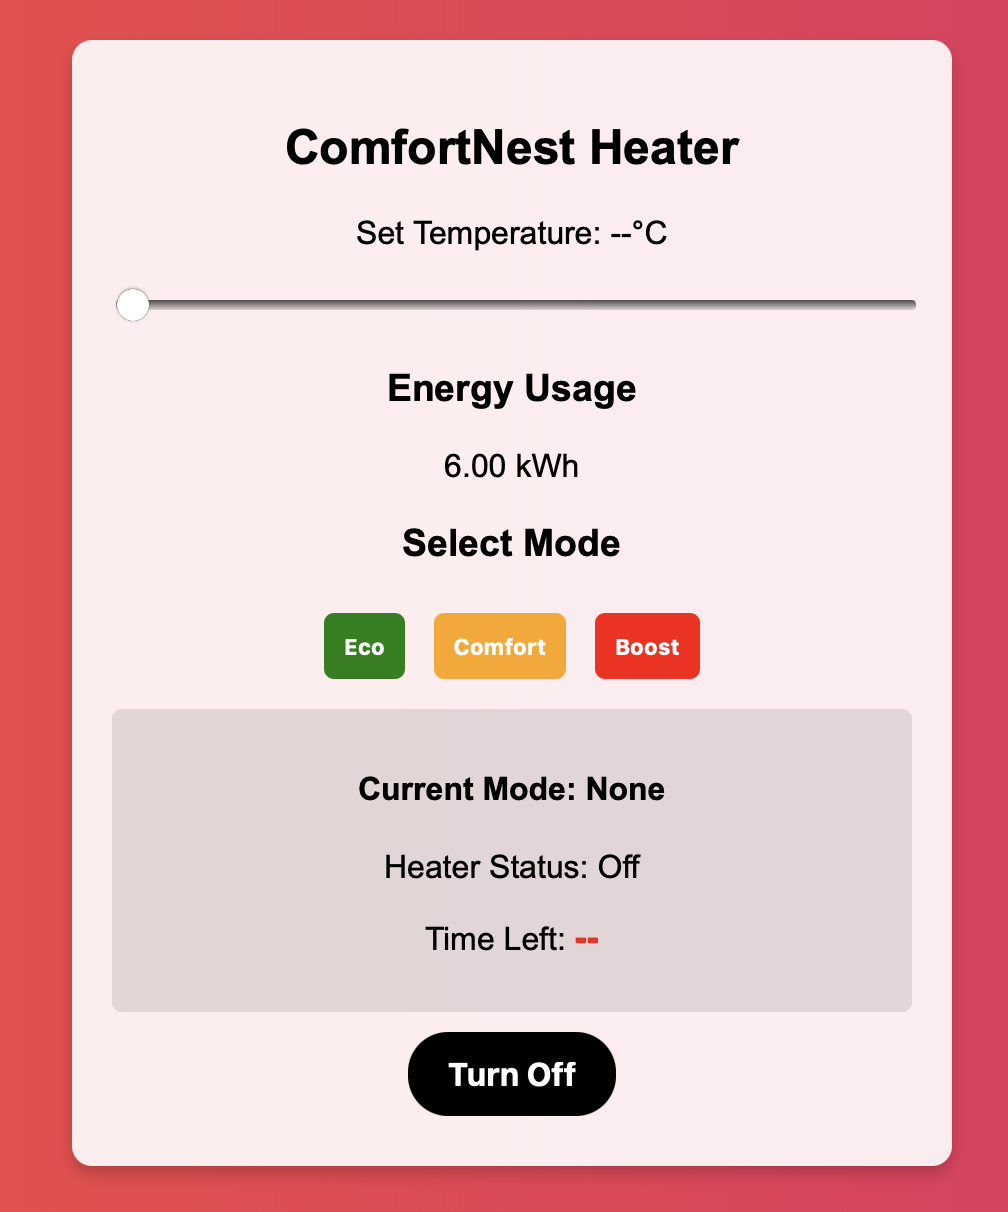 ComfortNest Heater
Set Temperature: --°C
Energy Usage
6.00 kWh
Select Mode
Eco Comfort Boost
Current Mode: None
Heater Status: Off
Time Left: --
Turn Off